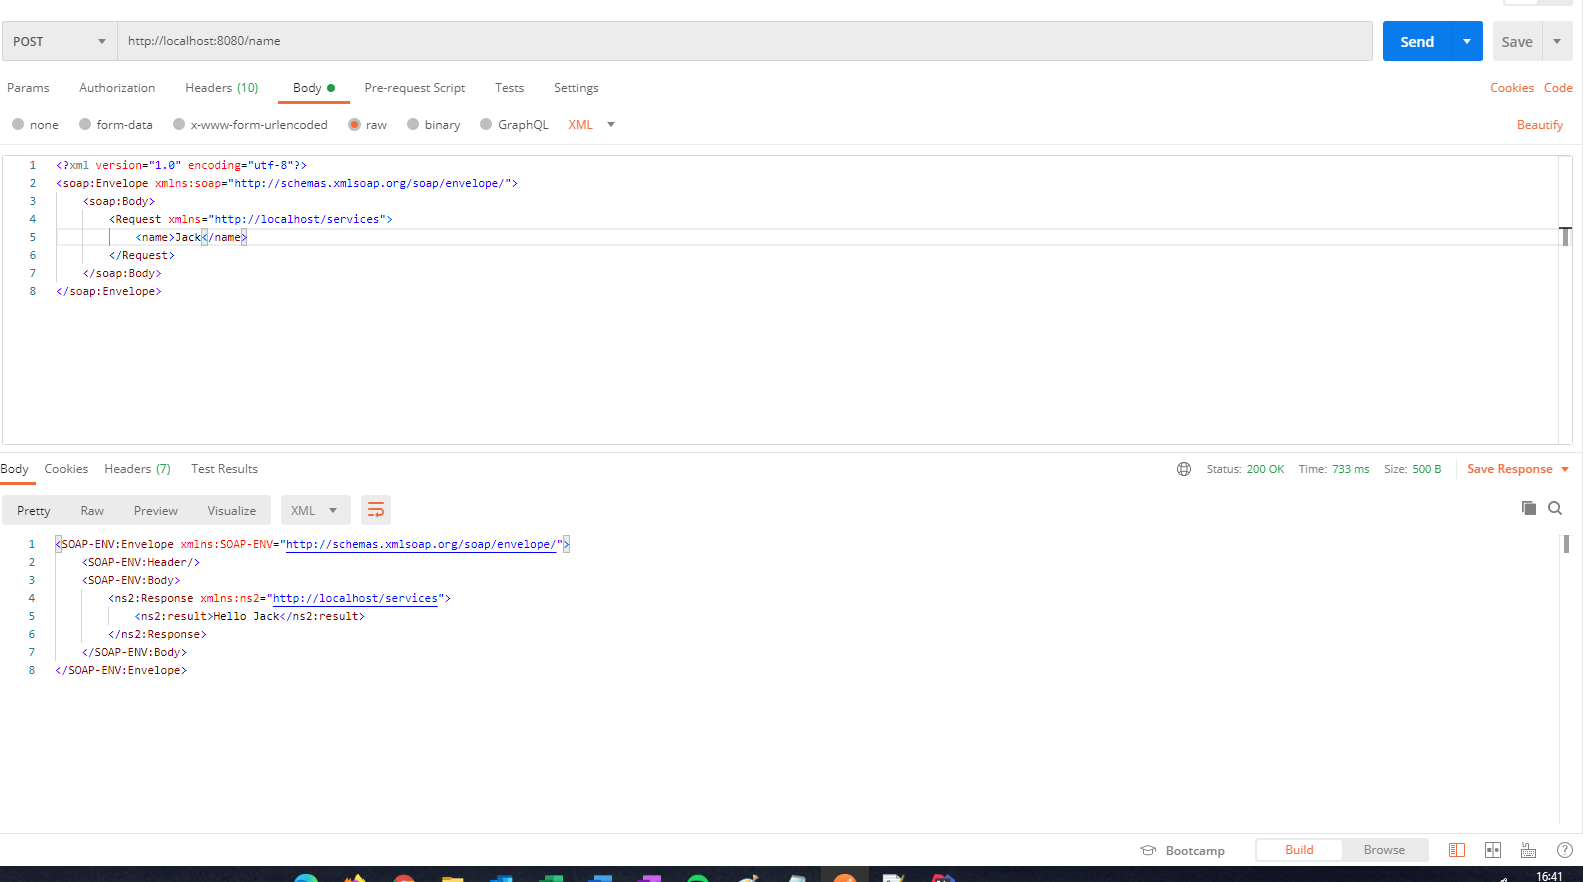 POST http://localhost:8080/name Send Save
Params Authorization Headers (10) Body Pre-request Script Tests Settings Cookies Code
none form-data x-www-form-urlencoded raw binary GraphQL XML Beautify
1 <?xml version="1.0" encoding="utf-8"?>
2 <soap:Envelope xmlns:soap="http://schemas.xmlsoap.org/soap/envelope/">
3 <soap:Body>
4 <Request xmlns="http://localhost/services">
5 <name>Jack</name>
6 </Request>
7 </soap:Body>
8 </soap:Envelope>
Body Cookies Headers (7) Test Results Status: 200 OK Time: 733 ms Size: 500 B Save Response
Pretty Raw Preview Visualize XML
1 <SOAP-ENV:Envelope xmlns:SOAP-ENV="http://schemas.xmlsoap.org/soap/envelope/">
2 <SOAP-ENV:Header/>
3 <SOAP-ENV:Body>
4 <ns2:Response xmlns:ns2="http://localhost/services">
5 <ns2:result>Hello Jack</ns2:result>
6 </ns2:Response>
7 </SOAP-ENV:Body>
8 </SOAP-ENV:Envelope>
Bootcamp Build Browse
16:41